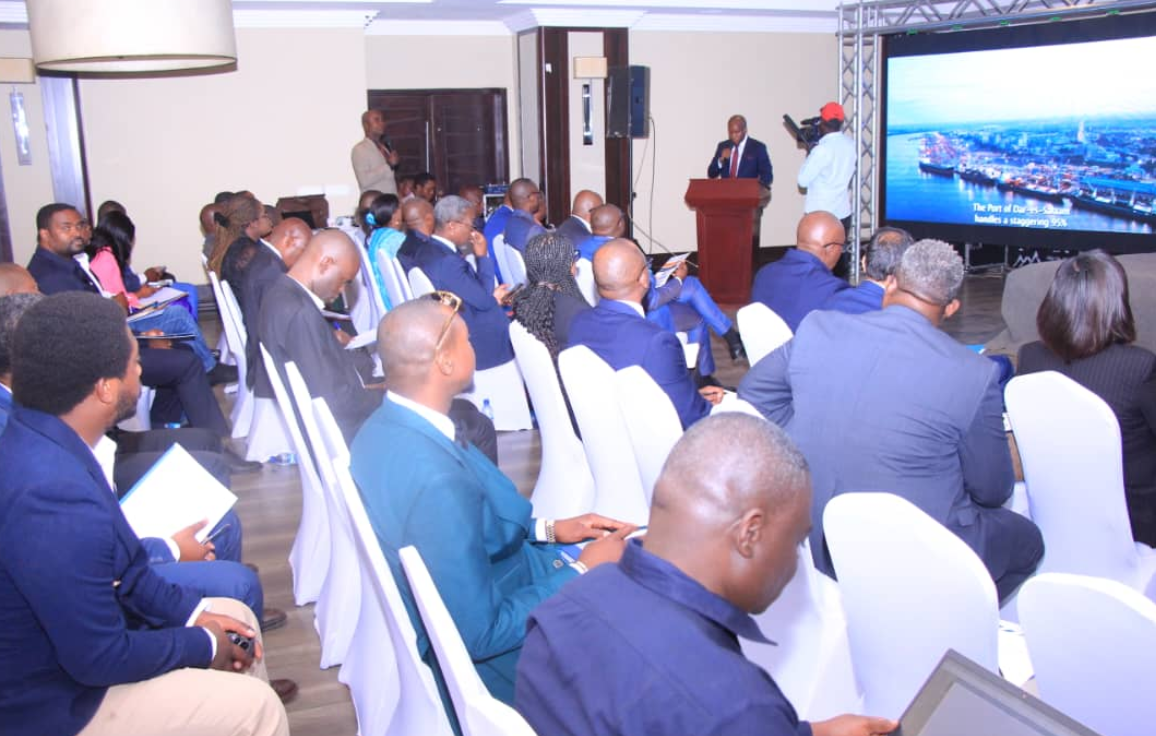 The Port of Dar-es-Salaam
handles a staggering 95%